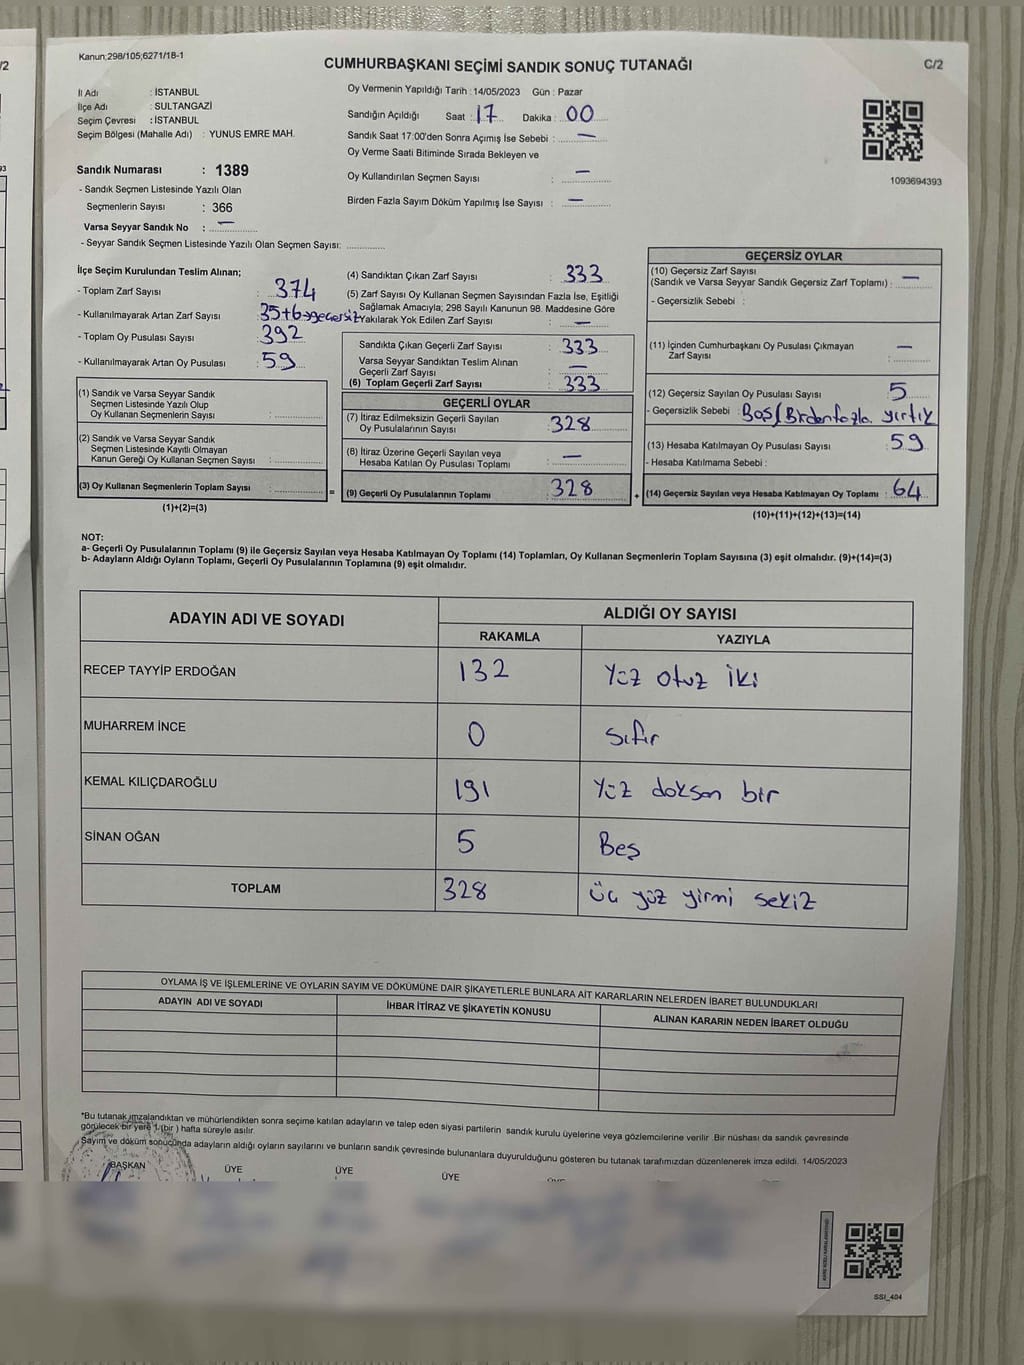 /2
Kanun;298/105;6271/18-1
CUMHURBAŞKANI SEÇİMİ SANDIK SONUÇ TUTANAĞI
C/2
İl Adı : İSTANBUL
İlçe Adı : SULTANGAZİ
Seçim Çevresi : İSTANBUL
Seçim Bölgesi (Mahalle Adı) : YUNUS EMRE MAH.
Sandık Numarası : 1389
- Sandık Seçmen Listesinde Yazılı Olan
Seçmenlerin Sayısı : 366
Varsa Seyyar Sandık No : —
- Seyyar Sandık Seçmen Listesinde Yazılı Olan Seçmen Sayısı:
Oy Vermenin Yapıldığı Tarih : 14/05/2023 Gün : Pazar
Sandığın Açıldığı Saat : 17 Dakika : 00
Sandık Saat 17:00'den Sonra Açımış İse Sebebi : —
Oy Verme Saati Bitiminde Sırada Bekleyen ve
Oy Kullandırılan Seçmen Sayısı : —
Birden Fazla Sayım Döküm Yapılmış İse Sayısı : —
1093694393
İlçe Seçim Kurulundan Teslim Alınan;
- Toplam Zarf Sayısı : 374
- Kullanılmayarak Artan Zarf Sayısı : 35+6→geçersiz
- Toplam Oy Pusulası Sayısı : 392
- Kullanılmayarak Artan Oy Pusulası : 59
(1) Sandık ve Varsa Seyyar Sandık
Seçmen Listesinde Yazılı Olup
Oy Kullanan Seçmenlerin Sayısı :
(2) Sandık ve Varsa Seyyar Sandık
Seçmen Listesinde Kayıtlı Olmayan
Kanun Gereği Oy Kullanan Seçmen Sayısı :
(3) Oy Kullanan Seçmenlerin Toplam Sayısı :
(1)+(2)=(3)
=
(4) Sandıktan Çıkan Zarf Sayısı : 333
(5) Zarf Sayısı Oy Kullanan Seçmen Sayısından Fazla İse, Eşitliği
Sağlamak Amacıyla; 298 Sayılı Kanunun 98. Maddesine Göre
Yakılarak Yok Edilen Zarf Sayısı : —
Sandıkta Çıkan Geçerli Zarf Sayısı : 333
Varsa Seyyar Sandıktan Teslim Alınan
Geçerli Zarf Sayısı : —
(6) Toplam Geçerli Zarf Sayısı : 333
GEÇERLİ OYLAR
(7) İtiraz Edilmeksizin Geçerli Sayılan
Oy Pusulalarının Sayısı : 328
(8) İtiraz Üzerine Geçerli Sayılan veya
Hesaba Katılan Oy Pusulası Toplamı : —
(9) Geçerli Oy Pusulalarının Toplamı : 328
+
GEÇERSİZ OYLAR
(10) Geçersiz Zarf Sayısı
(Sandık ve Varsa Seyyar Sandık Geçersiz Zarf Toplamı) : —
- Geçersizlik Sebebi :
(11) İçinden Cumhurbaşkanı Oy Pusulası Çıkmayan
Zarf Sayısı : —
(12) Geçersiz Sayılan Oy Pusulası Sayısı : 5
- Geçersizlik Sebebi : Boş/Birdenfazla yırtık
(13) Hesaba Katılmayan Oy Pusulası Sayısı : 59
- Hesaba Katılmama Sebebi :
(14) Geçersiz Sayılan veya Hesaba Katılmayan Oy Toplamı : 64
(10)+(11)+(12)+(13)=(14)
NOT:
a- Geçerli Oy Pusulalarının Toplamı (9) ile Geçersiz Sayılan veya Hesaba Katılmayan Oy Toplamı (14) Toplamları, Oy Kullanan Seçmenlerin Toplam Sayısına (3) eşit olmalıdır. (9)+(14)=(3)
b- Adayların Aldığı Oyların Toplamı, Geçerli Oy Pusulalarının Toplamına (9) eşit olmalıdır.
ADAYIN ADI VE SOYADI
ALDIĞI OY SAYISI
RAKAMLA YAZIYLA
RECEP TAYYİP ERDOĞAN 132 Yüz otuz iki
MUHARREM İNCE 0 sıfır
KEMAL KILIÇDAROĞLU 191 Yüz doksan bir
SİNAN OĞAN 5 Beş
TOPLAM 328 üç yüz yirmi sekiz
OYLAMA İŞ VE İŞLEMLERİNE VE OYLARIN SAYIM VE DÖKÜMÜNE DAİR ŞİKAYETLERLE BUNLARA AİT KARARLARIN NELERDEN İBARET BULUNDUKLARI
ADAYIN ADI VE SOYADI İHBAR İTİRAZ VE ŞİKAYETİN KONUSU ALINAN KARARIN NEDEN İBARET OLDUĞU
*Bu tutanak imzalandıktan ve mühürlendikten sonra seçime katılan adayların ve talep eden siyasi partilerin sandık kurulu üyelerine veya gözlemcilerine verilir .Bir nüshası da sandık çevresinde
görülecek bir yere 1 (bir ) hafta süreyle asılır.
Sayım ve döküm sonucunda adayların aldığı oyların sayılarını ve bunların sandık çevresinde bulunanlara duyurulduğunu gösteren bu tutanak tarafımızdan düzenlenerek imza edildi. 14/05/2023
BAŞKAN ÜYE ÜYE ÜYE
SSI_404